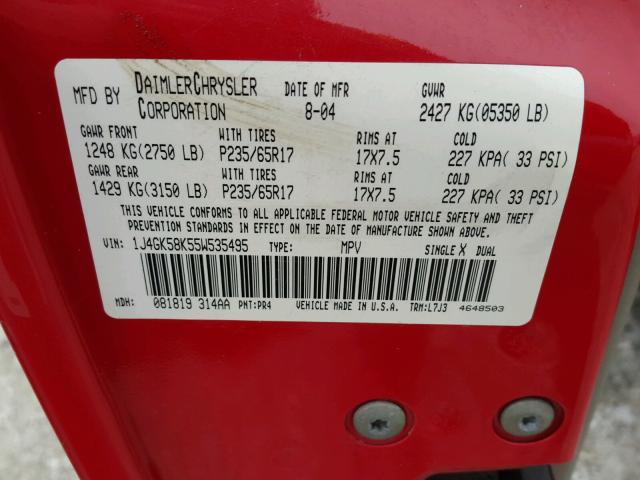 MFD BY DAIMLERCHRYSLER CORPORATION DATE OF MFR 8-04 GVWR 2427 KG(05350 LB)
GAWR FRONT WITH TIRES RIMS AT COLD
1248 KG(2750 LB) P235/65R17 17X7.5 227 KPA( 33 PSI)
GAWR REAR WITH TIRES RIMS AT COLD
1429 KG(3150 LB) P235/65R17 17X7.5 227 KPA( 33 PSI)
THIS VEHICLE CONFORMS TO ALL APPLICABLE FEDERAL MOTOR VEHICLE SAFETY AND THEFT
PREVENTION STANDARDS IN EFFECT ON THE DATE OF MANUFACTURE SHOWN ABOVE.
VIN: 1J4GK58K55W535495 TYPE: MPV SINGLE X DUAL
MDH: 081819 314AA PNT:PR4 VEHICLE MADE IN U.S.A. TRM:L7J3 4648503